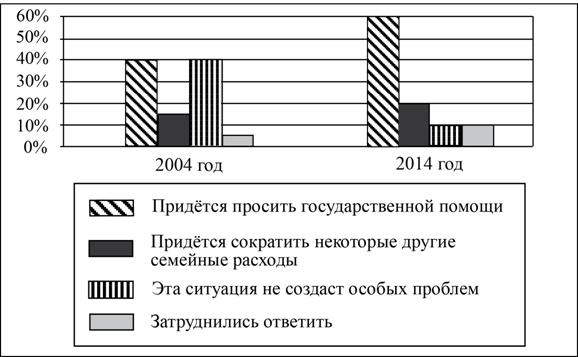 60%
50%
40%
30%
20%
10%
0%
2004 год
2014 год
Придётся просить государственной помощи
Придётся сократить некоторые другие
семейные расходы
Эта ситуация не создаст особых проблем
Затруднились ответить